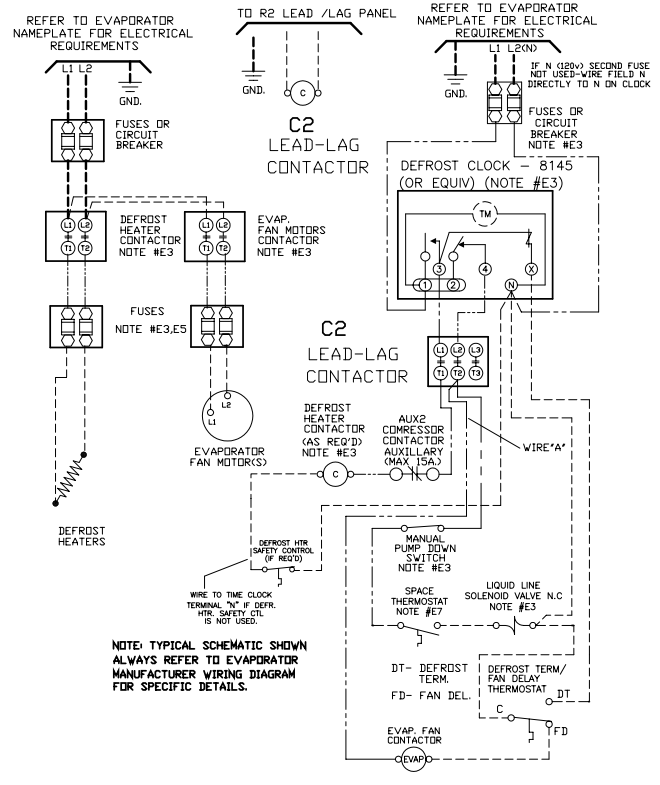 REFER TO EVAPORATOR
NAMEPLATE FOR ELECTRICAL
REQUIREMENTS
L1 L2
GND.
FUSES OR
CIRCUIT
BREAKER
L1 L2
T1 T2
DEFROST
HEATER
CONTACTOR
NOTE #E3
L1 L2
T1 T2
EVAP.
FAN MOTORS
CONTACTOR
NOTE #E3
FUSES
NOTE #E3,E5
L1
L2
EVAPORATOR
FAN MOTOR(S)
DEFROST
HEATERS
TO R2 LEAD /LAG PANEL
GND.
C
C2
LEAD-LAG
CONTACTOR
REFER TO EVAPORATOR
NAMEPLATE FOR ELECTRICAL
REQUIREMENTS
L1 L2(N)
GND.
IF N (120v) SECOND FUSE
NOT USED-WIRE FIELD N
DIRECTLY TO N ON CLOCK
FUSES OR
CIRCUIT
BREAKER
NOTE #E3
DEFROST CLOCK - 8145
(OR EQUIV) (NOTE #E3)
TM
3 4 X
1 2 N
C2
LEAD-LAG
CONTACTOR
L1 L2 L3
T1 T2 T3
DEFROST
HEATER
CONTACTOR
(AS REQ'D)
NOTE #E3
C
AUX2
COMRESSOR
CONTACTOR
AUXILLARY
(MAX 15A.)
WIRE"A"
DEFROST HTR
SAFETY CONTROL
(IF REQ'D)
WIRE TO TIME CLOCK
TERMINAL "N" IF DEFR.
HTR. SAFETY CTL
IS NOT USED.
MANUAL
PUMP DOWN
SWITCH
NOTE #E3
SPACE
THERMOSTAT
NOTE #E7
LIQUID LINE
SOLENOID VALVE N.C
NOTE #E3
NOTE: TYPICAL SCHEMATIC SHOWN
ALWAYS REFER TO EVAPORATOR
MANUFACTURER WIRING DIAGRAM
FOR SPECIFIC DETAILS.
DT- DEFROST
TERM.
FD- FAN DEL.
DEFROST TERM/
FAN DELAY
THERMOSTAT
DT
C
FD
EVAP. FAN
CONTACTOR
EVAP